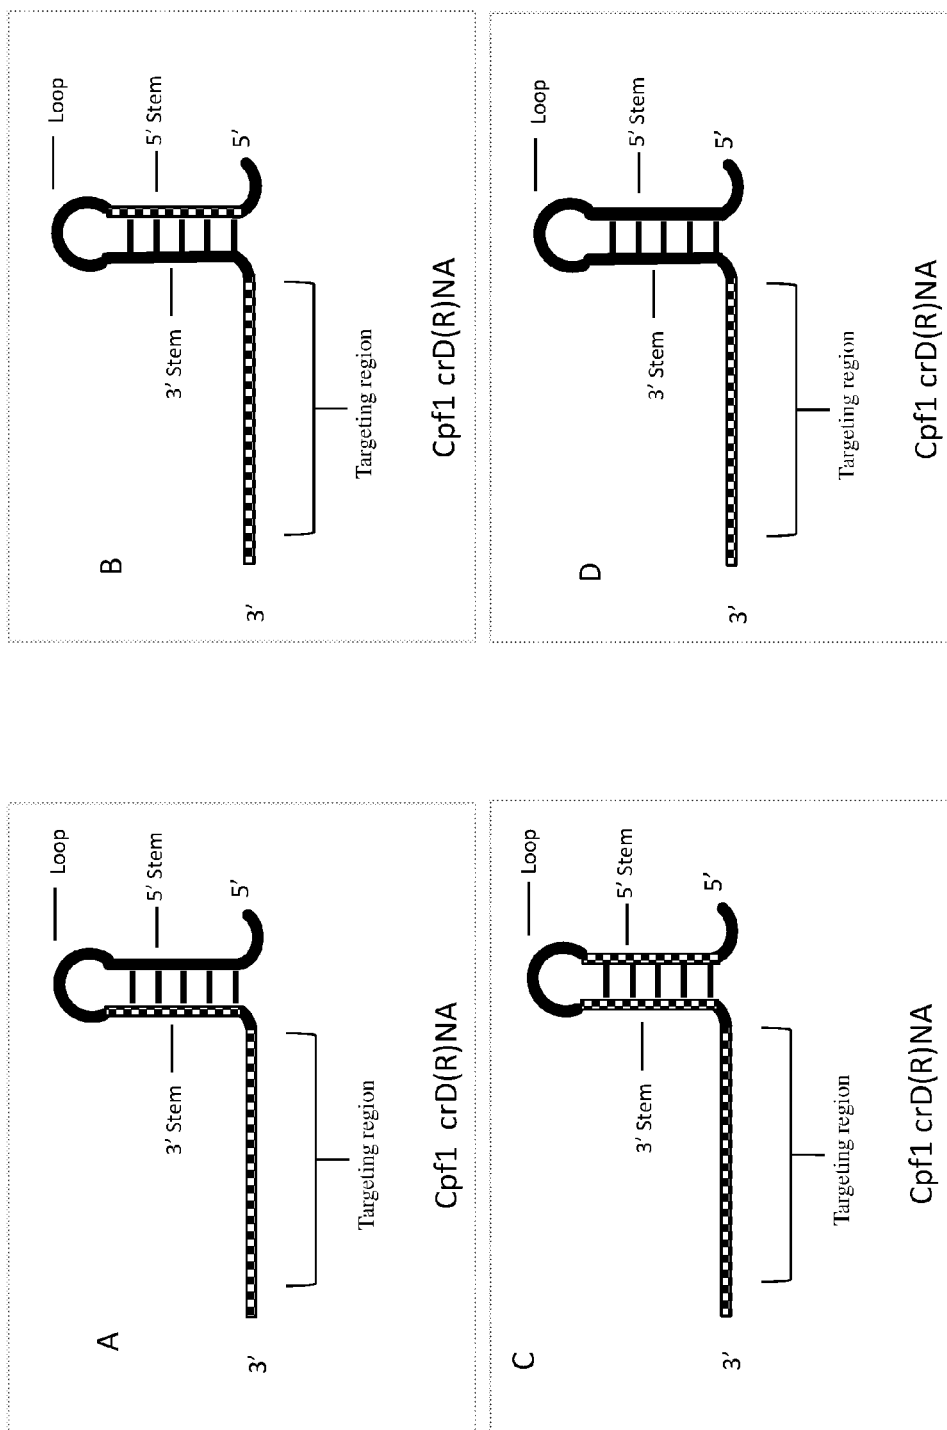 A
Loop
5′ Stem
3′ Stem
5′
3′
Targeting region
Cpf1 crD(R)NA
B
Loop
5′ Stem
3′ Stem
5′
3′
Targeting region
Cpf1 crD(R)NA
C
Loop
5′ Stem
3′ Stem
5′
3′
Targeting region
Cpf1 crD(R)NA
D
Loop
5′ Stem
3′ Stem
5′
3′
Targeting region
Cpf1 crD(R)NA